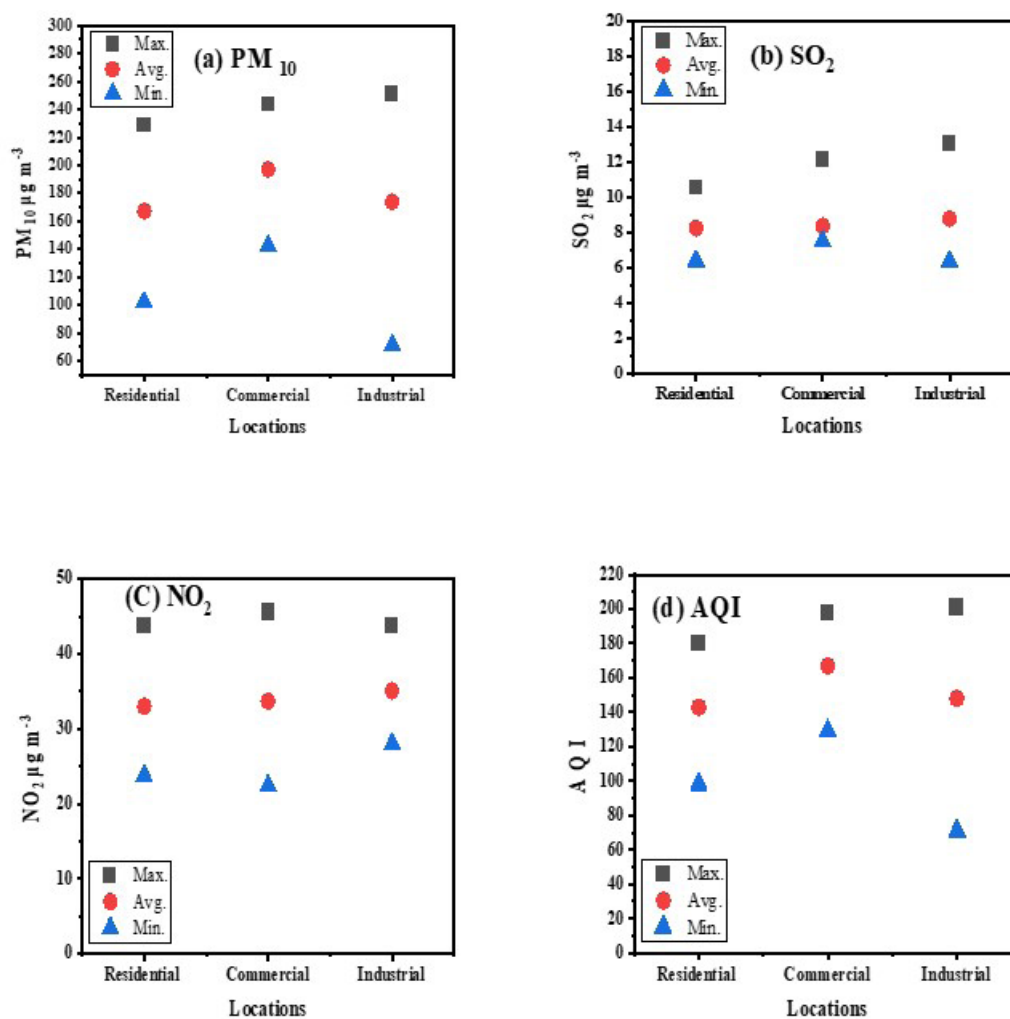 (a) PM 10
Max.
Avg.
Min.
300
290
280
270
260
250
240
220
200
180
160
140
120
100
80
60
PM10 µg m-3
Residential Commercial Industrial
Locations
(b) SO2
Max.
Avg.
Min.
20
18
16
14
12
10
8
6
4
2
0
SO2 µg m-3
Residential Commercial Industrial
Locations
(C) NO2
50
40
30
20
10
0
NO2 µg m-3
Max.
Avg.
Min.
Residential Commercial Industrial
Locations
(d) AQI
220
200
180
160
140
120
100
80
60
40
20
0
A Q I
Max.
Avg.
Min.
Residential Commercial Industrial
Locations